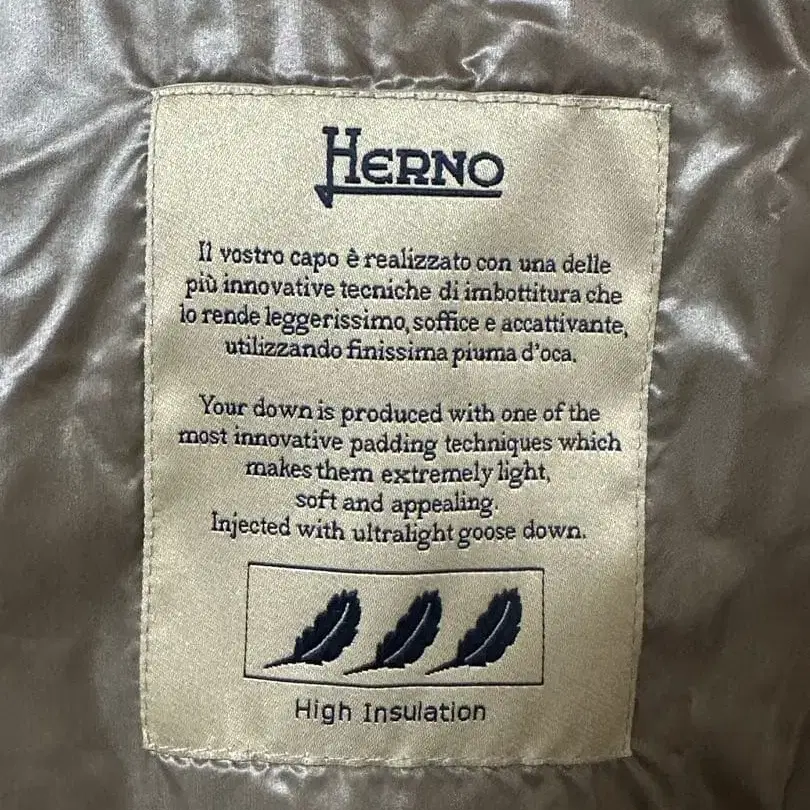 HERNO
Il vostro capo è realizzato con una delle
più innovative tecniche di imbottitura che
lo rende leggerissimo, soffice e accattivante,
utilizzando finissima piuma d'oca.
Your down is produced with one of the
most innovative padding techniques which
makes them extremely light,
soft and appealing.
Injected with ultralight goose down.
High Insulation